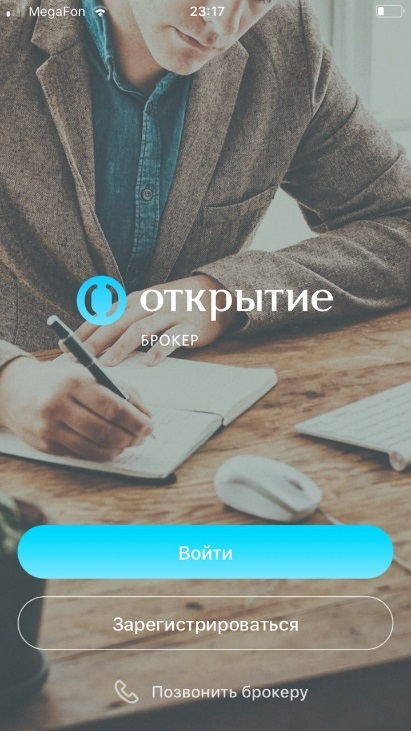 MegaFon
23:17
открытие
БРОКЕР
Войти
Зарегистрироваться
Позвонить брокеру